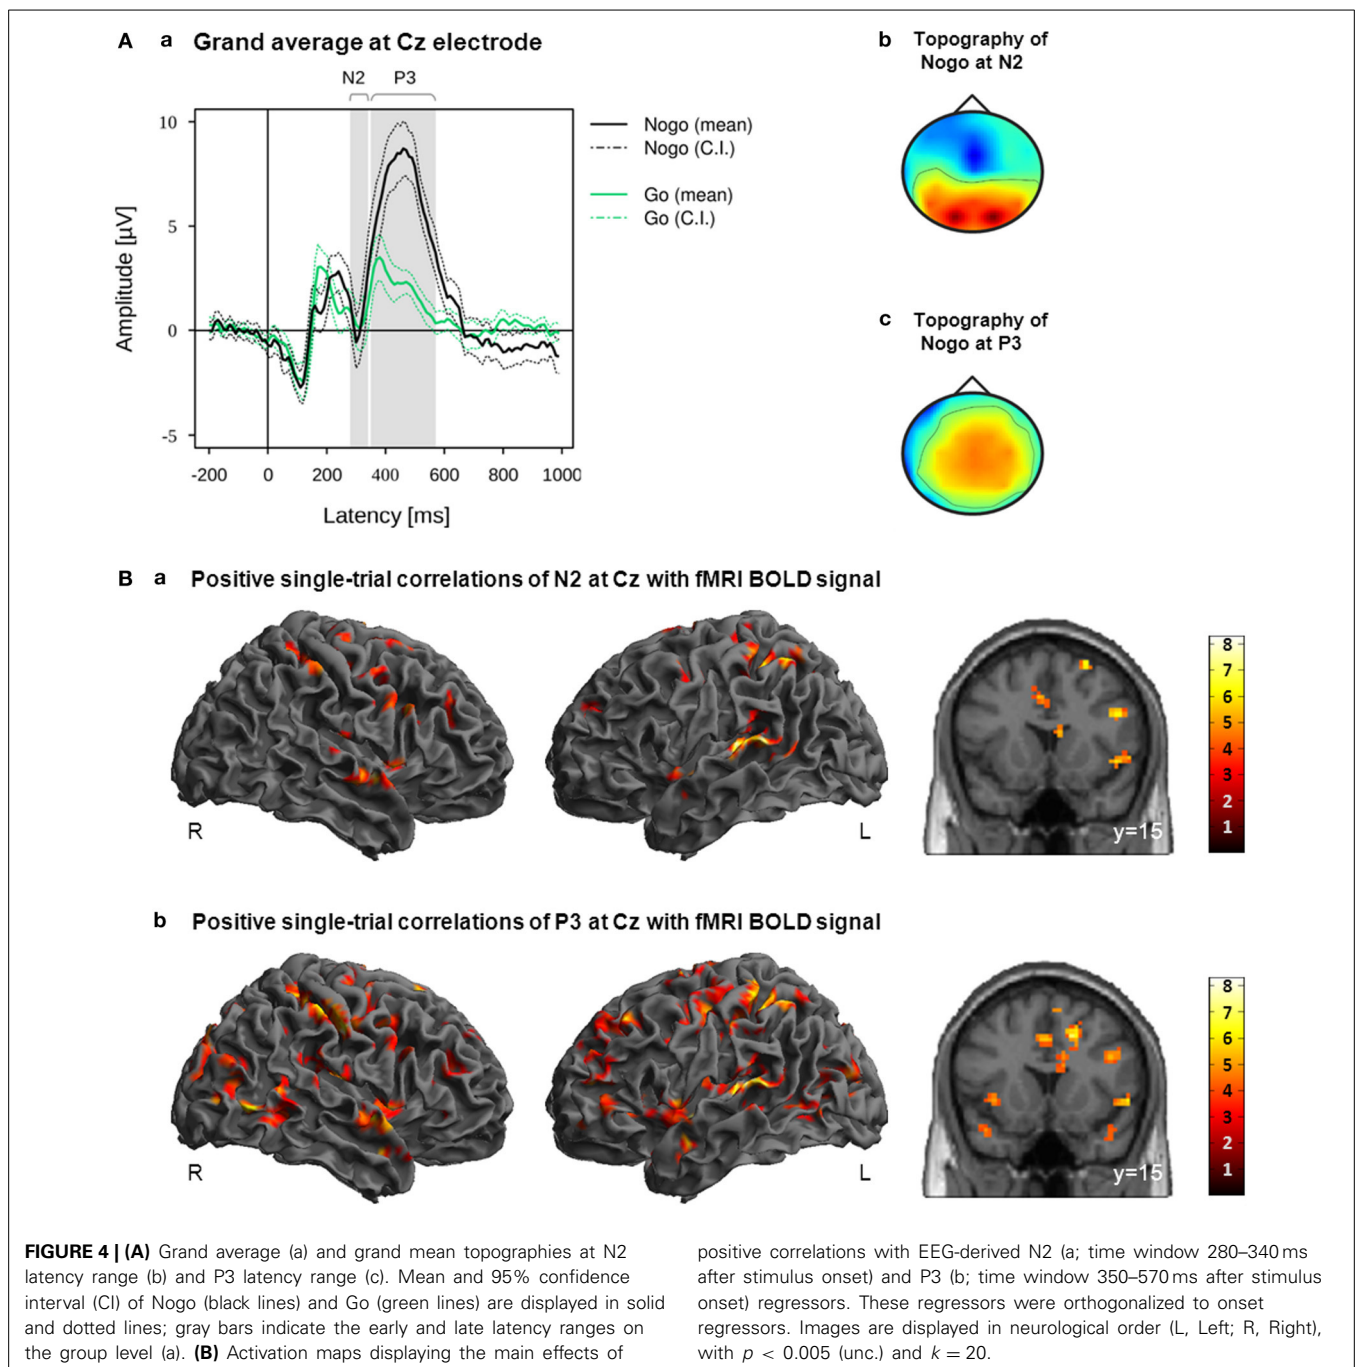 A a Grand average at Cz electrode
N2 P3
10
5
0
-5
Amplitude [µV]
-200 0 200 400 600 800 1000
Latency [ms]
Nogo (mean)
Nogo (C.I.)
Go (mean)
Go (C.I.)
b Topography of
Nogo at N2
c Topography of
Nogo at P3
B a Positive single-trial correlations of N2 at Cz with fMRI BOLD signal
R
L
y=15
8
7
6
5
4
3
2
1
b Positive single-trial correlations of P3 at Cz with fMRI BOLD signal
R
L
y=15
8
7
6
5
4
3
2
1
FIGURE 4 | (A) Grand average (a) and grand mean topographies at N2
latency range (b) and P3 latency range (c). Mean and 95% confidence
interval (CI) of Nogo (black lines) and Go (green lines) are displayed in solid
and dotted lines; gray bars indicate the early and late latency ranges on
the group level (a). (B) Activation maps displaying the main effects of
positive correlations with EEG-derived N2 (a; time window 280–340 ms
after stimulus onset) and P3 (b; time window 350–570 ms after stimulus
onset) regressors. These regressors were orthogonalized to onset
regressors. Images are displayed in neurological order (L, Left; R, Right),
with p < 0.005 (unc.) and k = 20.